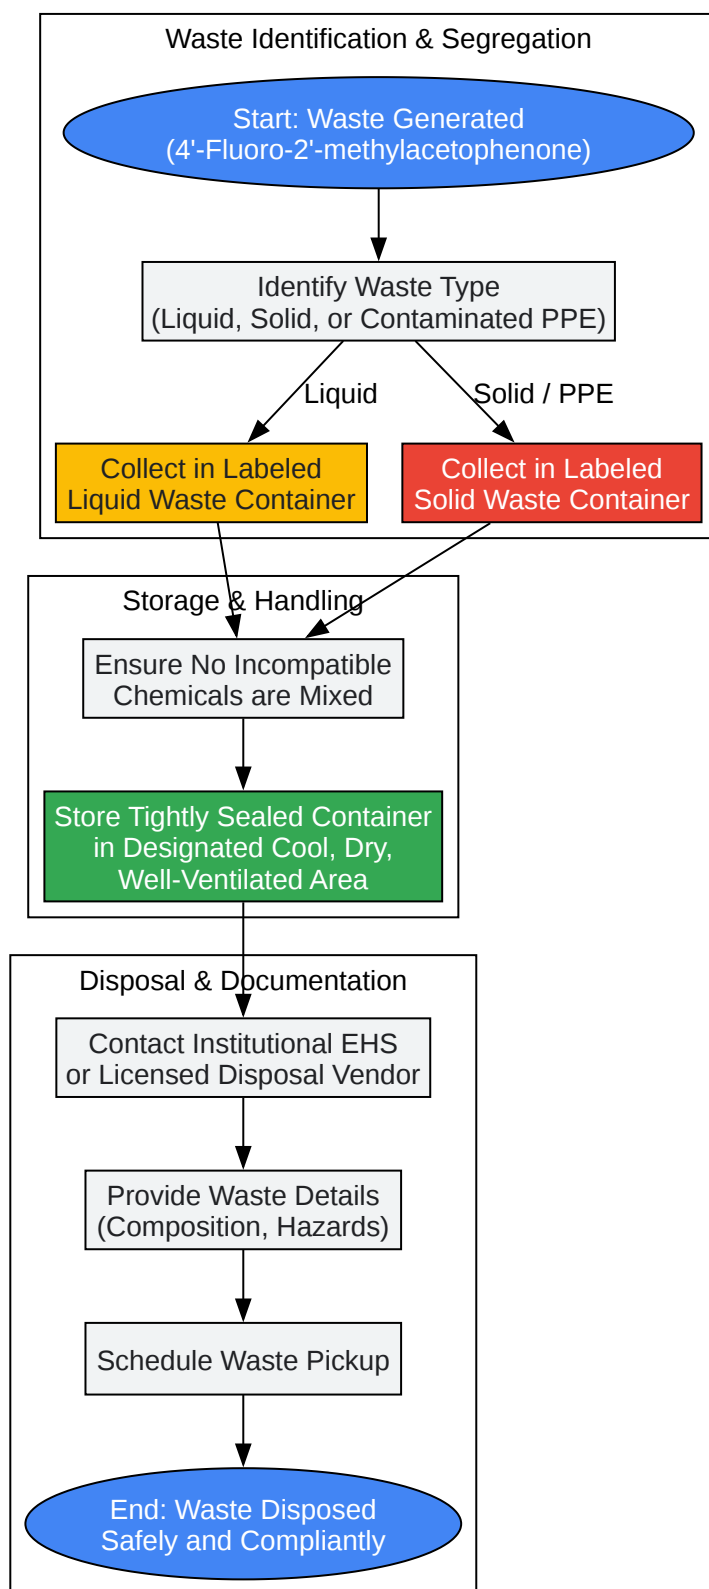 Waste Identification & Segregation
Start: Waste Generated
(4'-Fluoro-2'-methylacetophenone)
Identify Waste Type
(Liquid, Solid, or Contaminated PPE)
Liquid
Solid / PPE
Collect in Labeled
Liquid Waste Container
Collect in Labeled
Solid Waste Container
Storage & Handling
Ensure No Incompatible
Chemicals are Mixed
Store Tightly Sealed Container
in Designated Cool, Dry,
Well-Ventilated Area
Disposal & Documentation
Contact Institutional EHS
or Licensed Disposal Vendor
Provide Waste Details
(Composition, Hazards)
Schedule Waste Pickup
End: Waste Disposed
Safely and Compliantly